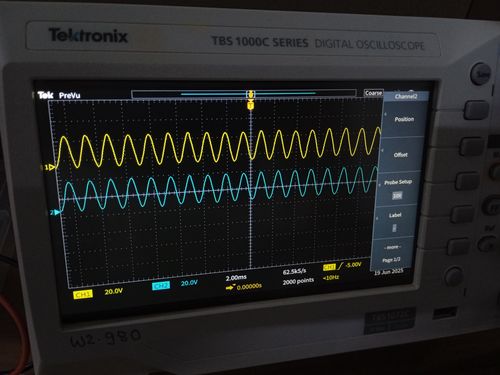 Tektronix
TBS 1000C SERIES DIGITAL OSCILLOSCOPE
Tek PreVu
Coarse
Channel2
Position
Offset
Probe Setup
10X
Label
- more -
Page 1/2
1
2
CH1 20.0V
CH2 20.0V
2.00ms
0.00000s
62.5kS/s
2000 points
CH1 / -5.00V
<10Hz
19 Jun 2025
W2-980
TBS1072C